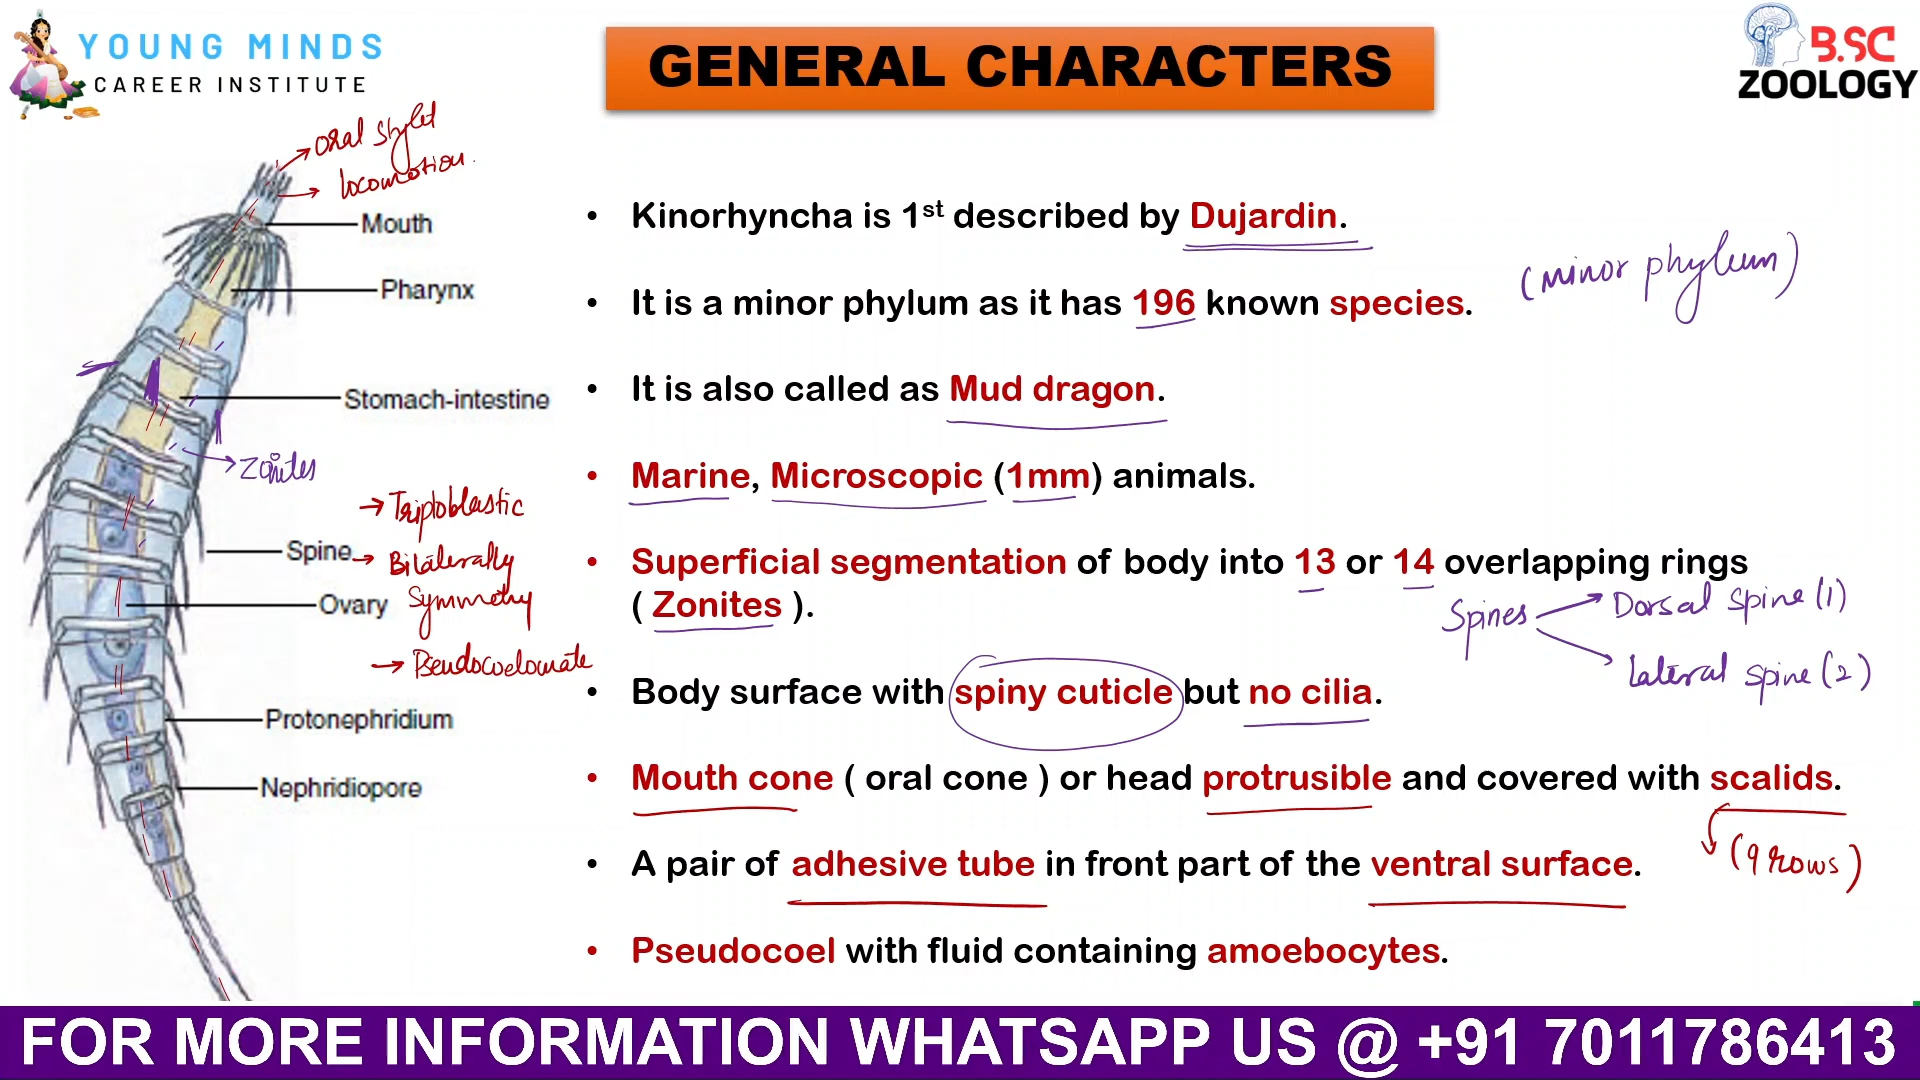 YOUNG MINDS
CAREER INSTITUTE
GENERAL CHARACTERS
B.SC
ZOOLOGY
Oral stylet
locomotion
Mouth
Pharynx
Stomach-intestine
Zonites
Triploblastic
Spine
Bilaterally
Symmetry
Ovary
Pseudocoelomate
Protonephridium
Nephridiopore
• Kinorhyncha is 1st described by Dujardin.
(minor phylum)
• It is a minor phylum as it has 196 known species.
• It is also called as Mud dragon.
• Marine, Microscopic (1mm) animals.
• Superficial segmentation of body into 13 or 14 overlapping rings
( Zonites ).
Spines
Dorsal spine (1)
Lateral spine (2)
• Body surface with spiny cuticle but no cilia.
• Mouth cone ( oral cone ) or head protrusible and covered with scalids.
(9 rows)
• A pair of adhesive tube in front part of the ventral surface.
• Pseudocoel with fluid containing amoebocytes.
FOR MORE INFORMATION WHATSAPP US @ +91 7011786413